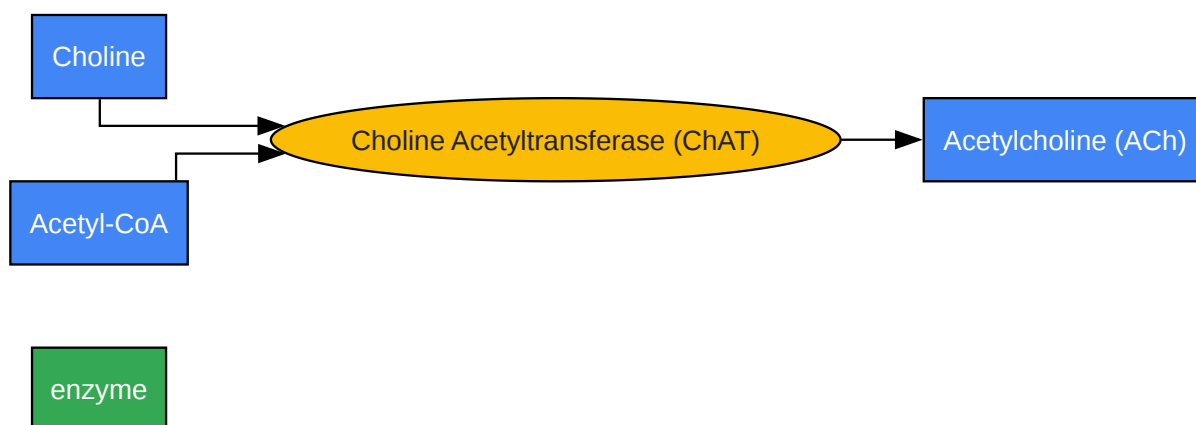 Choline
Choline Acetyltransferase (ChAT)
Acetylcholine (ACh)
Acetyl-CoA
enzyme